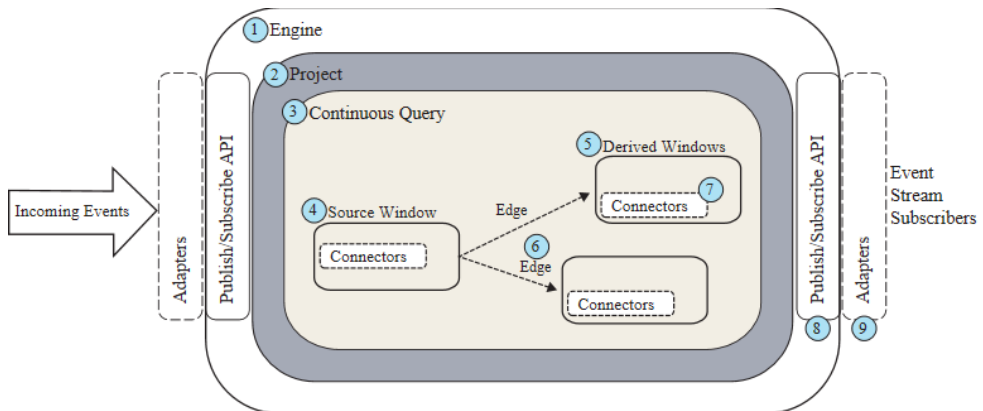 1 Engine
2 Project
3 Continuous Query
5 Derived Windows
7
Connectors
4 Source Window
Edge
Connectors
6
Edge
Connectors
Incoming Events
Adapters
Publish/Subscribe API
Publish/Subscribe API
8
Adapters
9
Event
Stream
Subscribers